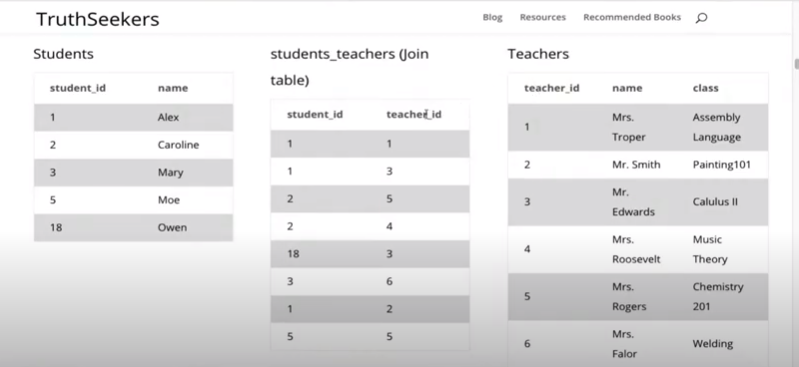 TruthSeekers
Blog Resources Recommended Books
Students
student_id name
1 Alex
2 Caroline
3 Mary
5 Moe
18 Owen
students_teachers (Join
table)
student_id teacher_id
1 1
1 3
2 5
2 4
18 3
3 6
1 2
5 5
Teachers
teacher_id name class
1 Mrs. Troper Assembly Language
2 Mr. Smith Painting101
3 Mr. Edwards Calulus II
4 Mrs. Roosevelt Music Theory
5 Mrs. Rogers Chemistry 201
6 Mrs. Falor Welding